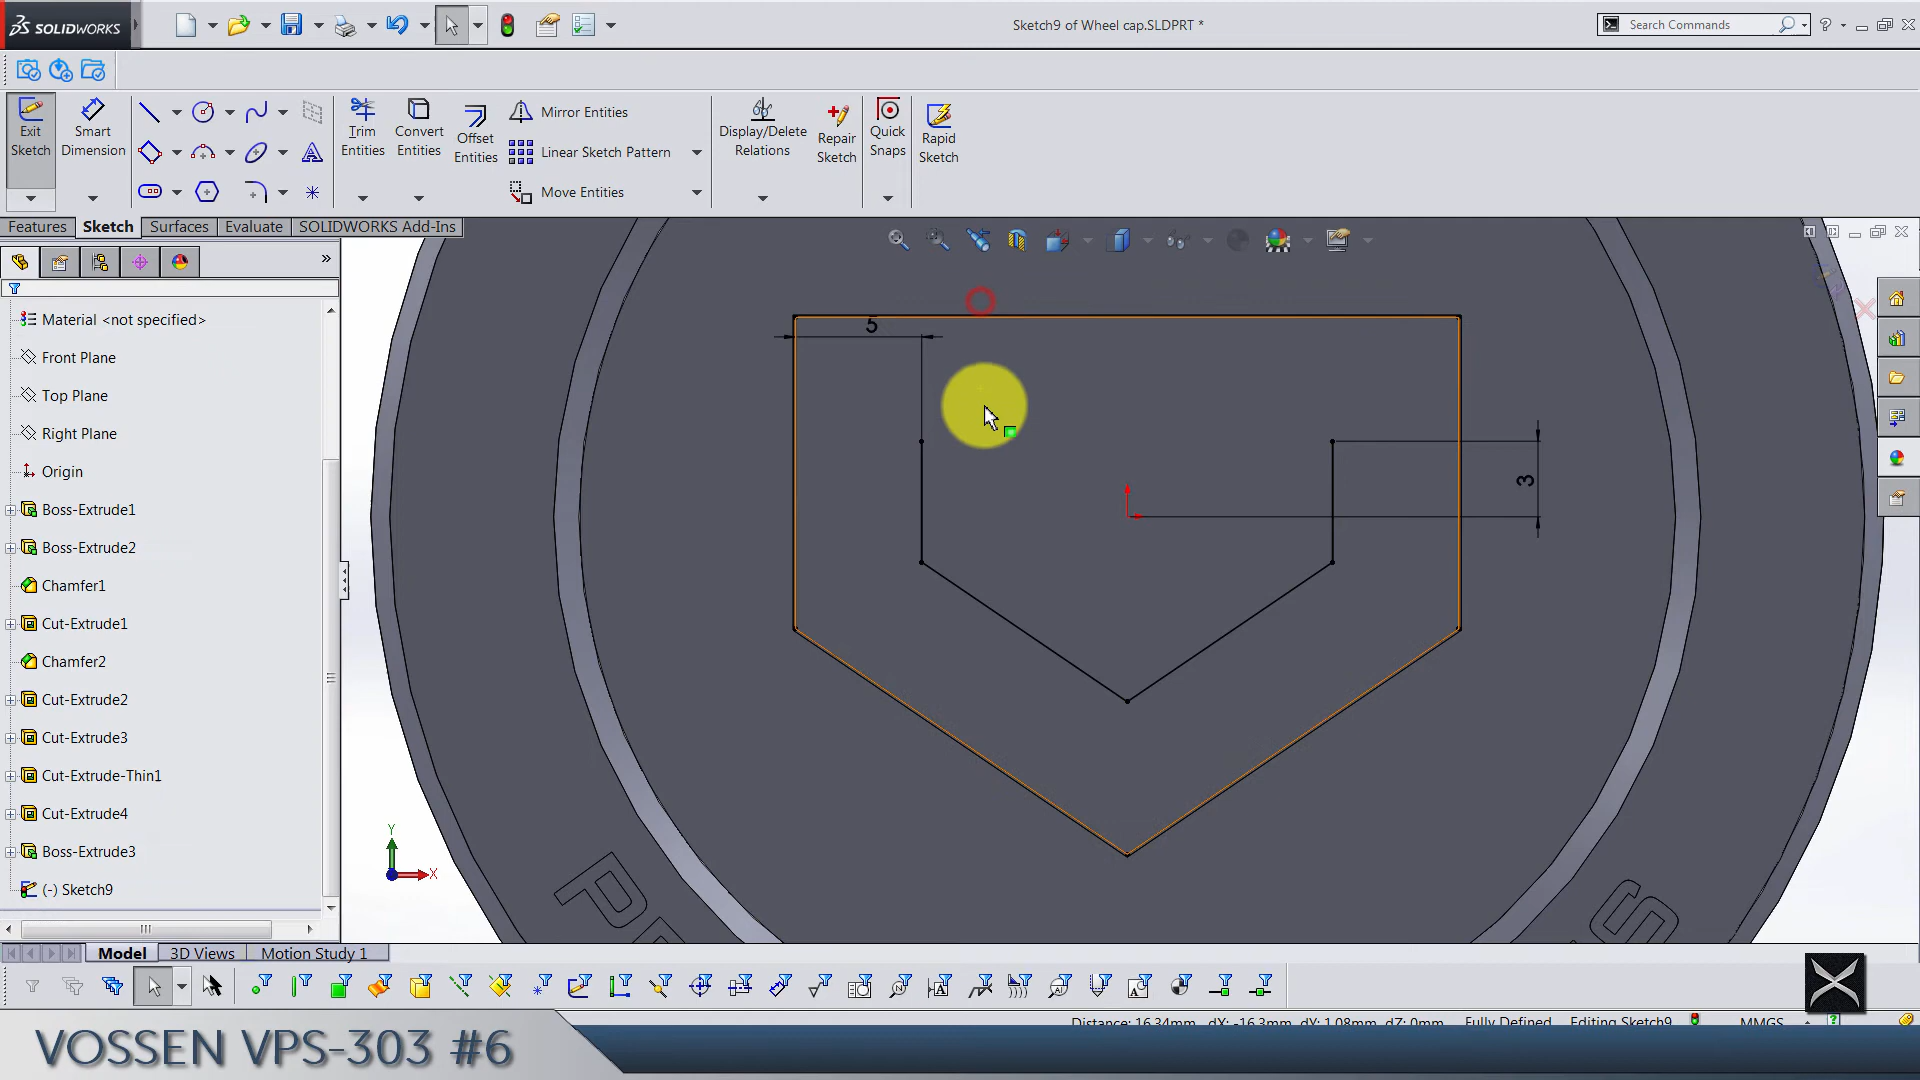 SOLIDWORKS
Sketch9 of Wheel cap.SLDPRT *
Search Commands
?
Exit Sketch
Smart Dimension
Trim Entities
Convert Entities
Offset Entities
Mirror Entities
Linear Sketch Pattern
Move Entities
Display/Delete Relations
Repair Sketch
Quick Snaps
Rapid Sketch
Features
Sketch
Surfaces
Evaluate
SOLIDWORKS Add-Ins
Material <not specified>
Front Plane
Top Plane
Right Plane
Origin
Boss-Extrude1
Boss-Extrude2
Chamfer1
Cut-Extrude1
Chamfer2
Cut-Extrude2
Cut-Extrude3
Cut-Extrude-Thin1
Cut-Extrude4
Boss-Extrude3
(-) Sketch9
5
3
Y
X
Model
3D Views
Motion Study 1
Distance: 16.34mm dX: -16.3mm dY: 1.08mm dZ: 0mm
Fully Defined
Editing Sketch9
MMGS
VOSSEN VPS-303 #6